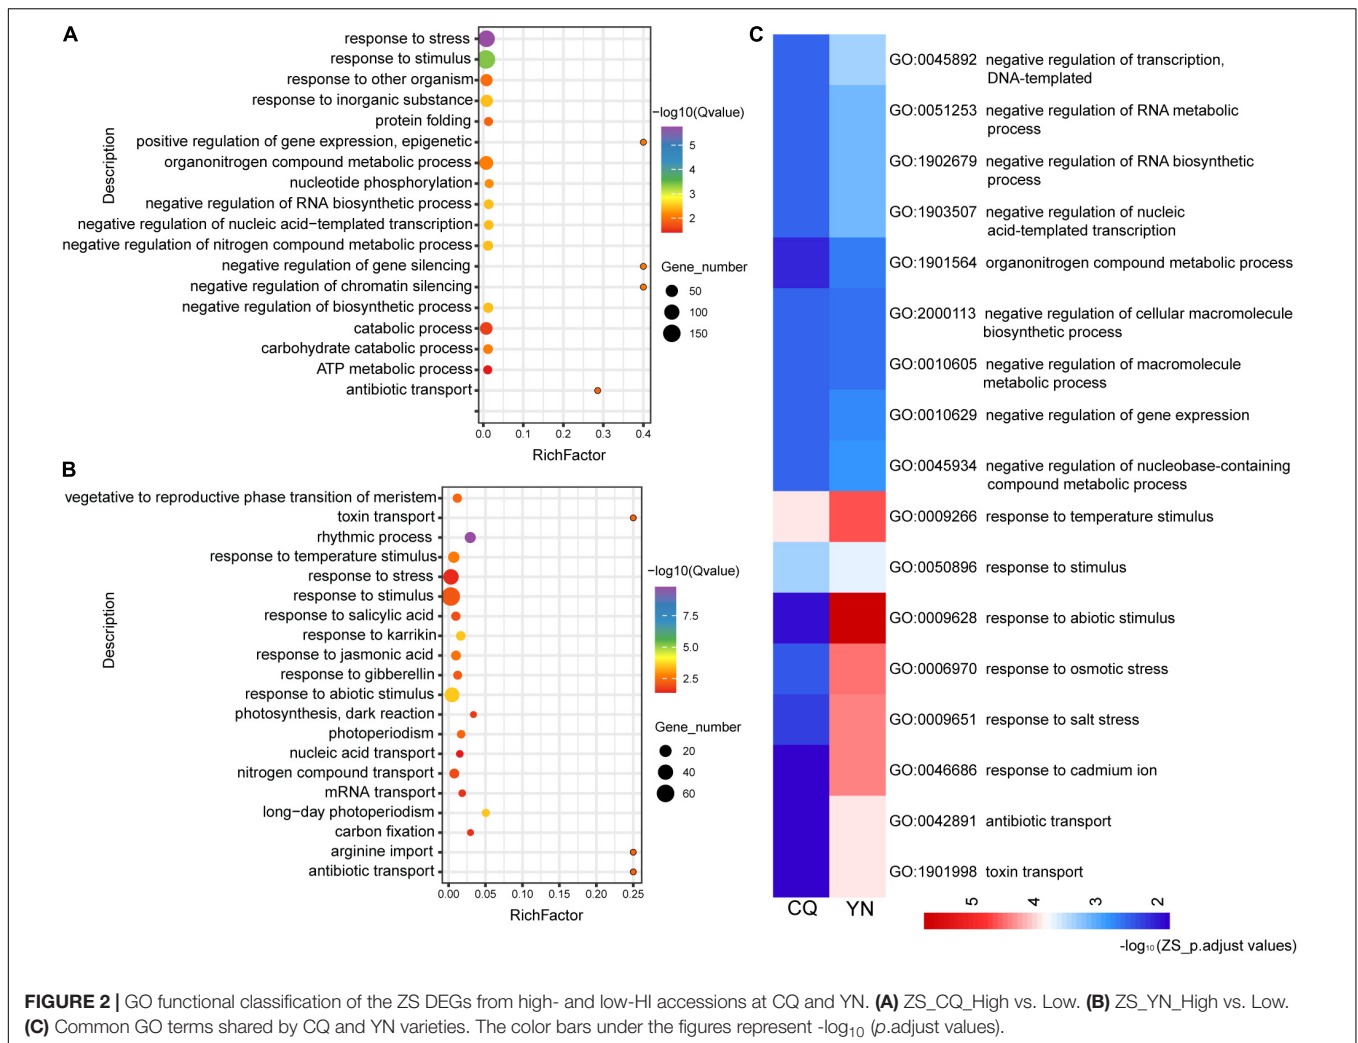 A
response to stress
response to stimulus
response to other organism
response to inorganic substance
protein folding
positive regulation of gene expression, epigenetic
organonitrogen compound metabolic process
nucleotide phosphorylation
negative regulation of RNA biosynthetic process
negative regulation of nucleic acid−templated transcription
negative regulation of nitrogen compound metabolic process
negative regulation of gene silencing
negative regulation of chromatin silencing
negative regulation of biosynthetic process
catabolic process
carbohydrate catabolic process
ATP metabolic process
antibiotic transport
Description
0.0 0.1 0.2 0.3 0.4
RichFactor
−log10(Qvalue)
5
4
3
2
Gene_number
50
100
150
B
vegetative to reproductive phase transition of meristem
toxin transport
rhythmic process
response to temperature stimulus
response to stress
response to stimulus
response to salicylic acid
response to karrikin
response to jasmonic acid
response to gibberellin
response to abiotic stimulus
photosynthesis, dark reaction
photoperiodism
nucleic acid transport
nitrogen compound transport
mRNA transport
long−day photoperiodism
carbon fixation
arginine import
antibiotic transport
Description
0.00 0.05 0.10 0.15 0.20 0.25
RichFactor
−log10(Qvalue)
7.5
5.0
2.5
Gene_number
20
40
60
C
GO:0045892 negative regulation of transcription,
DNA-templated
GO:0051253 negative regulation of RNA metabolic
process
GO:1902679 negative regulation of RNA biosynthetic
process
GO:1903507 negative regulation of nucleic
acid-templated transcription
GO:1901564 organonitrogen compound metabolic process
GO:2000113 negative regulation of cellular macromolecule
biosynthetic process
GO:0010605 negative regulation of macromolecule
metabolic process
GO:0010629 negative regulation of gene expression
GO:0045934 negative regulation of nucleobase-containing
compound metabolic process
GO:0009266 response to temperature stimulus
GO:0050896 response to stimulus
GO:0009628 response to abiotic stimulus
GO:0006970 response to osmotic stress
GO:0009651 response to salt stress
GO:0046686 response to cadmium ion
GO:0042891 antibiotic transport
GO:1901998 toxin transport
CQ YN
5 4 3 2
-log10 (ZS_p.adjust values)
FIGURE 2 | GO functional classification of the ZS DEGs from high- and low-HI accessions at CQ and YN. (A) ZS_CQ_High vs. Low. (B) ZS_YN_High vs. Low.
(C) Common GO terms shared by CQ and YN varieties. The color bars under the figures represent -log10 (p.adjust values).